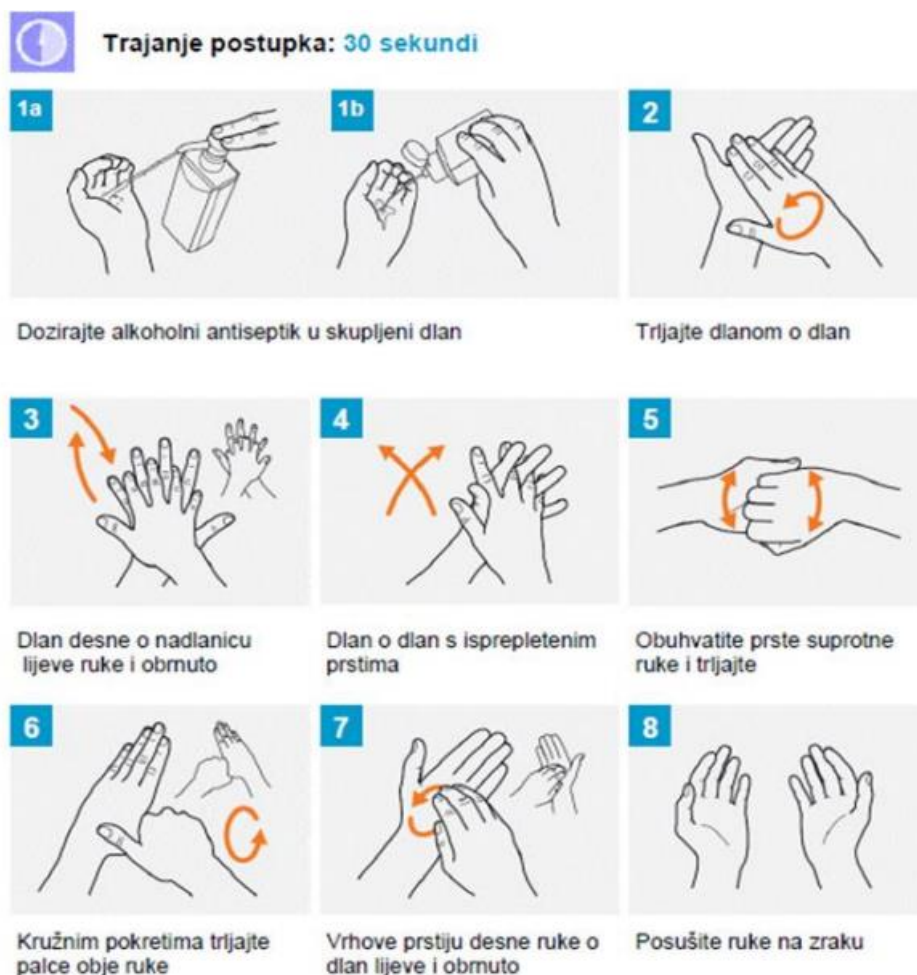 Trajanje postupka: 30 sekundi
1a
1b
2
Dozirajte alkoholni antiseptik u skupljeni dlan
Trljajte dlanom o dlan
3
4
5
Dlan desne o nadlanicu
lijeve ruke i obrnuto
Dlan o dlan s isprepletenim
prstima
Obuhvatite prste suprotne
ruke i trljajte
6
7
8
Kružnim pokretima trljajte
palce obje ruke
Vrhove prstiju desne ruke o
dlan lijeve i obrnuto
Posušite ruke na zraku